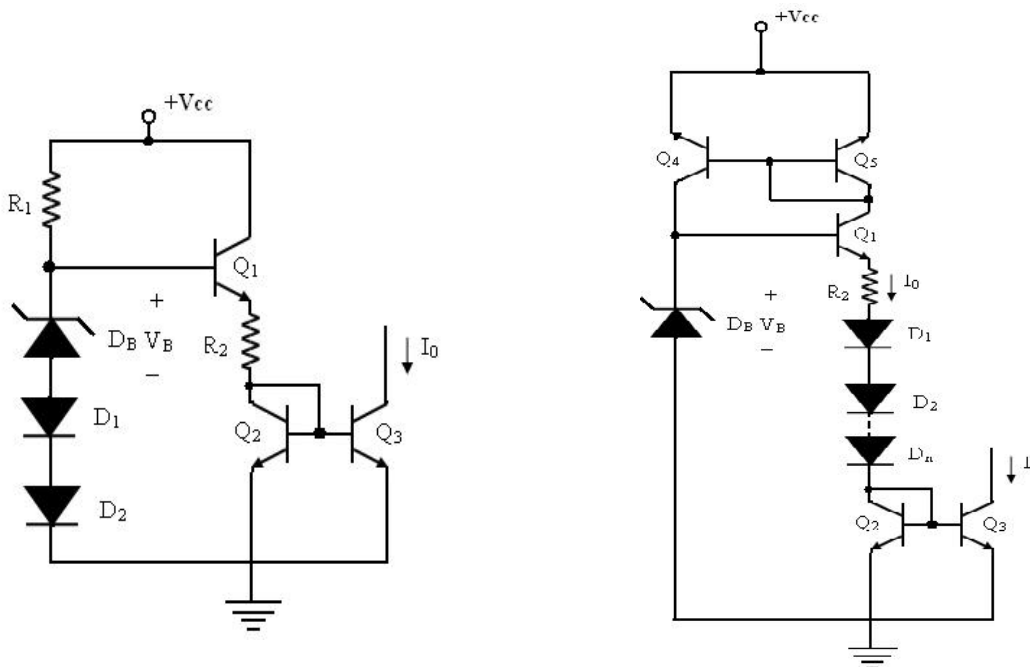 +Vcc
R1
Q1
+
DB VB
−
R2
I0
D1
Q2
Q3
D2
+Vcc
Q4
Q5
Q1
R2
I0
+
DB VB
−
D1
D2
Dn
I
Q2
Q3